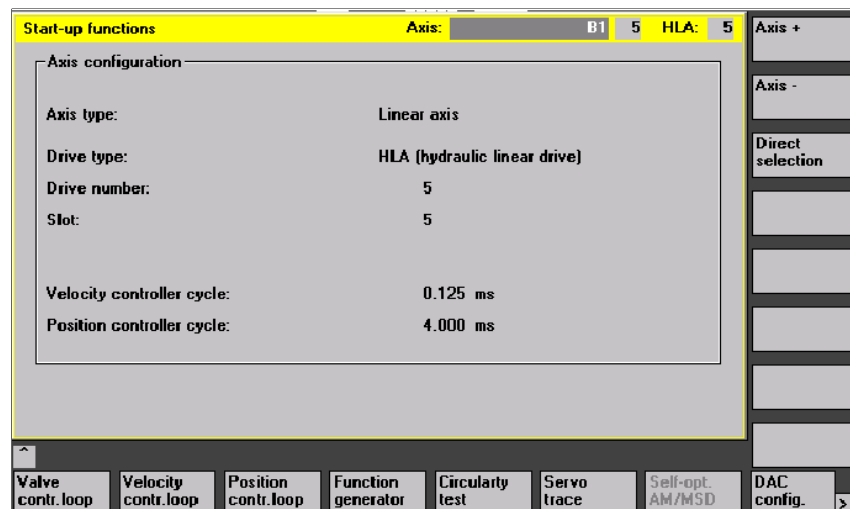 Start-up functions Axis: B1 5 HLA: 5
Axis +
Axis configuration
Axis -
Axis type: Linear axis
Direct
selection
Drive type: HLA (hydraulic linear drive)
Drive number: 5
Slot: 5
Velocity controller cycle: 0.125 ms
Position controller cycle: 4.000 ms
^
Valve
contr.loop
Velocity
contr.loop
Position
contr.loop
Function
generator
Circularty
test
Servo
trace
Self-opt.
AM/MSD
DAC
config.
>